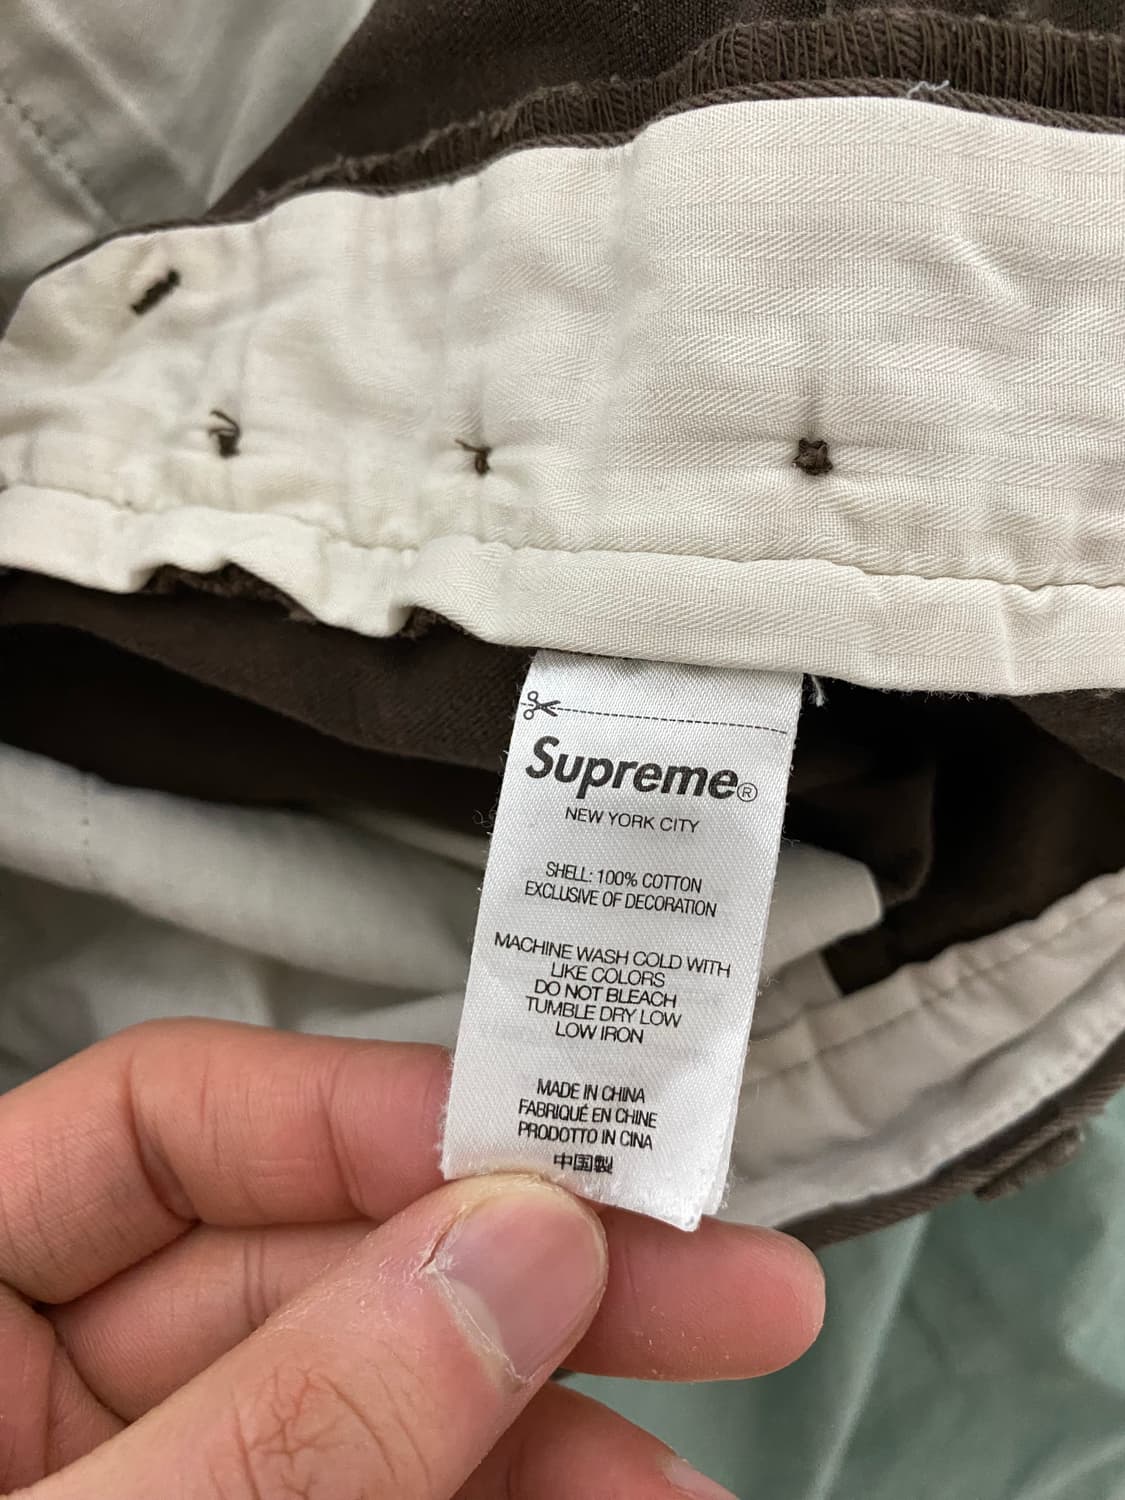 Supreme®
NEW YORK CITY
SHELL: 100% COTTON
EXCLUSIVE OF DECORATION
MACHINE WASH COLD WITH
LIKE COLORS
DO NOT BLEACH
TUMBLE DRY LOW
LOW IRON
MADE IN CHINA
FABRIQUÉ EN CHINE
PRODOTTO IN CINA
中国製